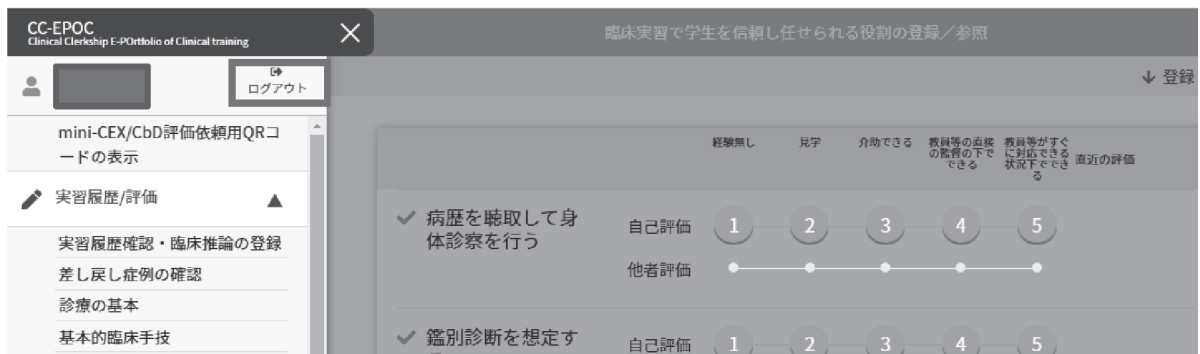 CC-EPOC
Clinical Clerkship E-POrtfolio of Clinical training
臨床実習で学生を信頼し任せられる役割の登録／参照
ログアウト
登録
mini-CEX/CbD評価依頼用QRコ
ードの表示
実習履歴/評価
実習履歴確認・臨床推論の登録
差し戻し症例の確認
診療の基本
基本的臨床手技
経験無し
見学
介助できる
教員等の直接
の監督の下で
できる
教員等がすぐ
に対応できる
状況下ででき
る
直近の評価
病歴を聴取して身
体診察を行う
自己評価 1 2 3 4 5
他者評価
鑑別診断を想定す
自己評価 1 2 3 4 5